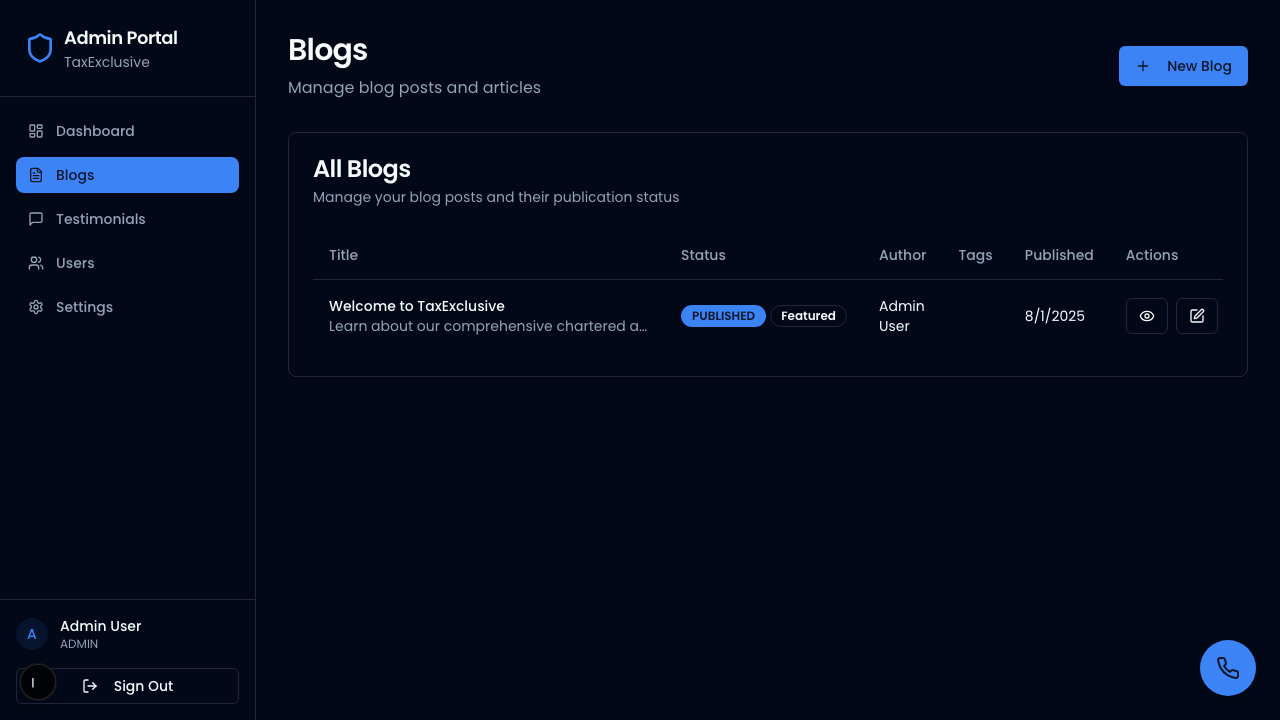 Admin Portal
TaxExclusive
Dashboard
Blogs
Testimonials
Users
Settings
Admin User
A
ADMIN
Sign Out
Blogs
Manage blog posts and articles
New Blog
All Blogs
Manage your blog posts and their publication status
Title Status Author Tags Published Actions
Welcome to TaxExclusive
Learn about our comprehensive chartered a...
PUBLISHED Featured
Admin
User
8/1/2025